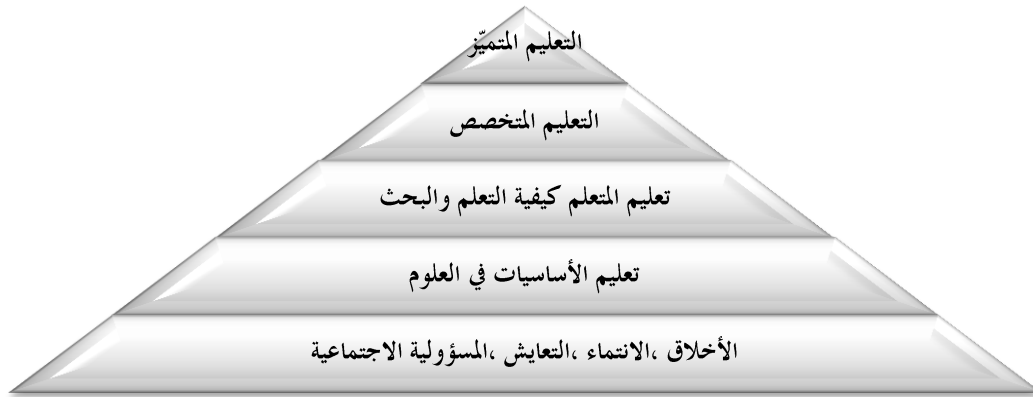 التعليم المتميّز
التعليم المتخصص
تعليم المتعلم كيفية التعلم والبحث
تعليم الأساسيات في العلوم
الأخلاق ،الانتماء ،التعايش ،المسؤولية الاجتماعية